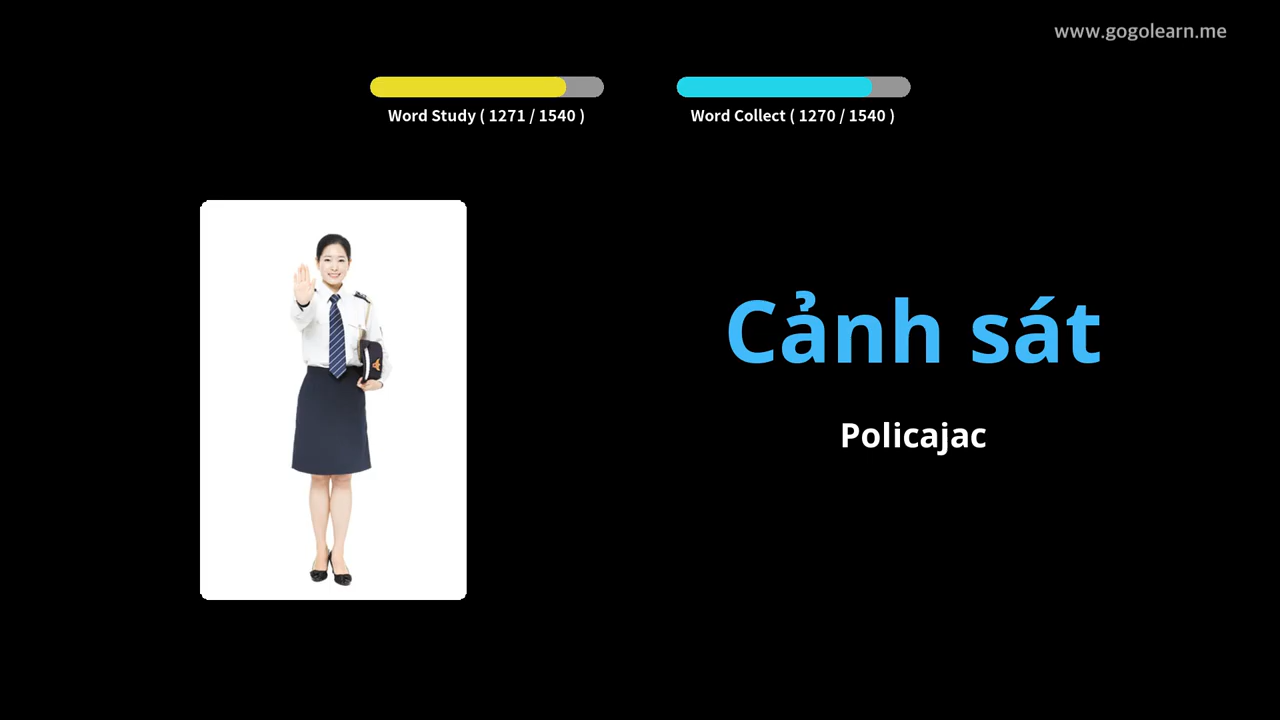 www.gogolearn.me
Word Study ( 1271 / 1540 )
Word Collect ( 1270 / 1540 )
Cảnh sát
Policajac